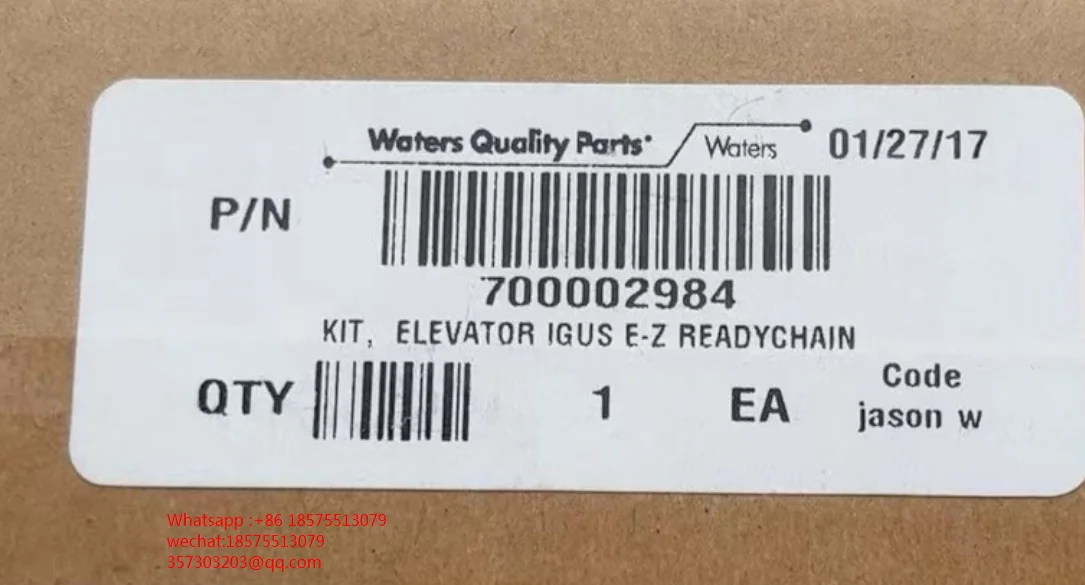 Waters Quality Parts Waters 01/27/17
P/N
700002984
KIT, ELEVATOR IGUS E-Z READYCHAIN
QTY 1 EA Code
jason w
Whatsapp :+86 18575513079
wechat:18575513079
357303203@qq.com